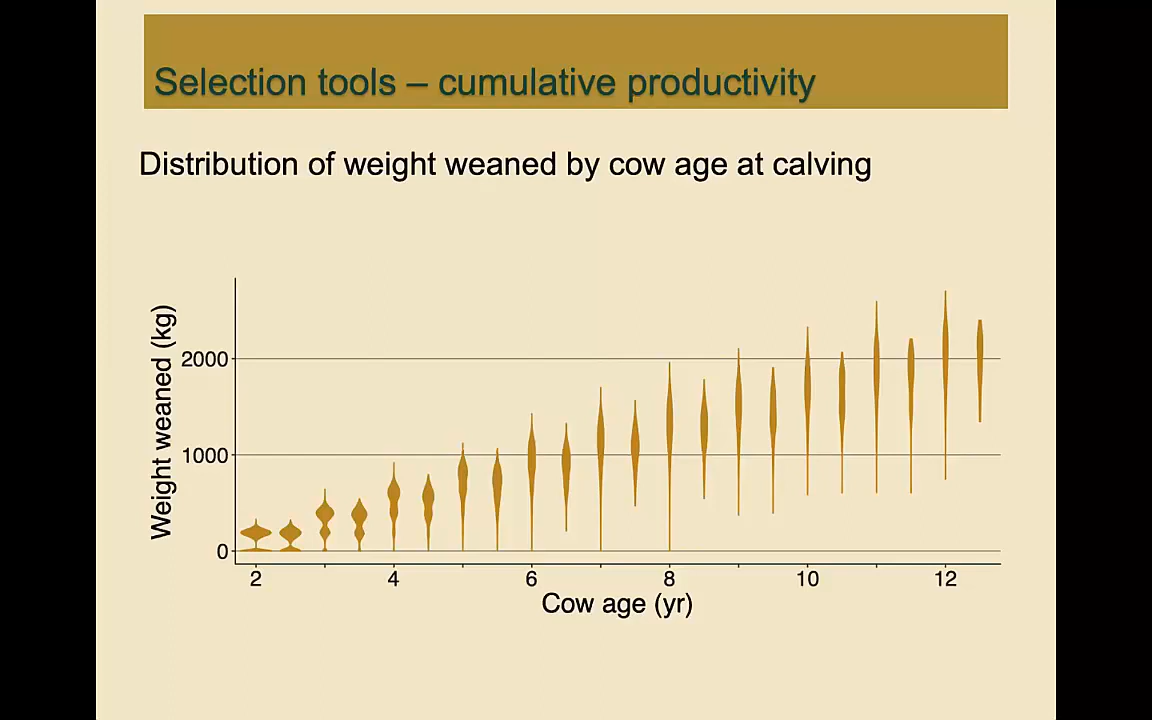 Selection tools – cumulative productivity
Distribution of weight weaned by cow age at calving
Weight weaned (kg)
2000
1000
0
2 4 6 8 10 12
Cow age (yr)